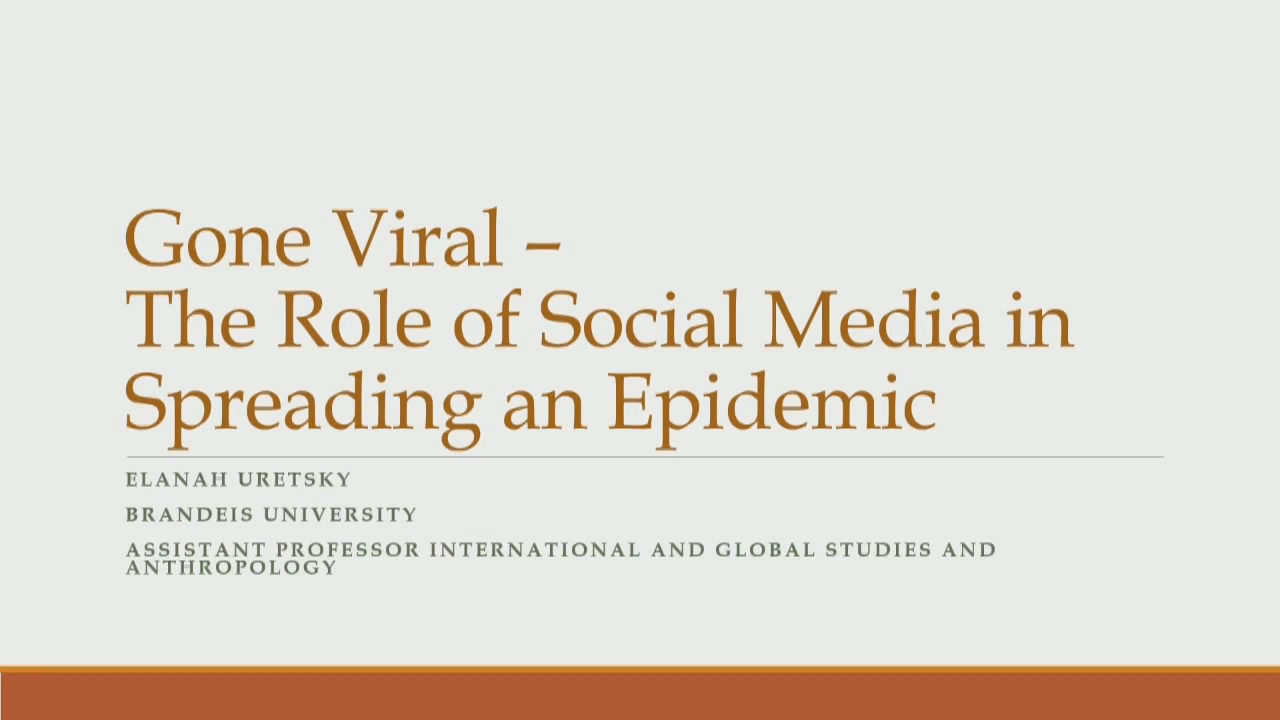 Gone Viral –
The Role of Social Media in
Spreading an Epidemic
ELANAH URETSKY
BRANDEIS UNIVERSITY
ASSISTANT PROFESSOR INTERNATIONAL AND GLOBAL STUDIES AND
ANTHROPOLOGY